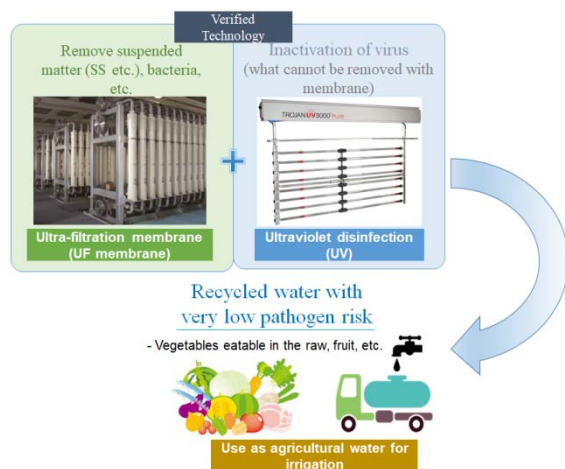 Verified
Technology
Remove suspended
matter (SS etc.), bacteria,
etc.
Inactivation of virus
(what cannot be removed with
membrane)
TROJANUV3000PLUS
+
Ultra-filtration membrane
(UF membrane)
Ultraviolet disinfection
(UV)
Recycled water with
very low pathogen risk
- Vegetables eatable in the raw, fruit, etc.
Use as agricultural water for
irrigation